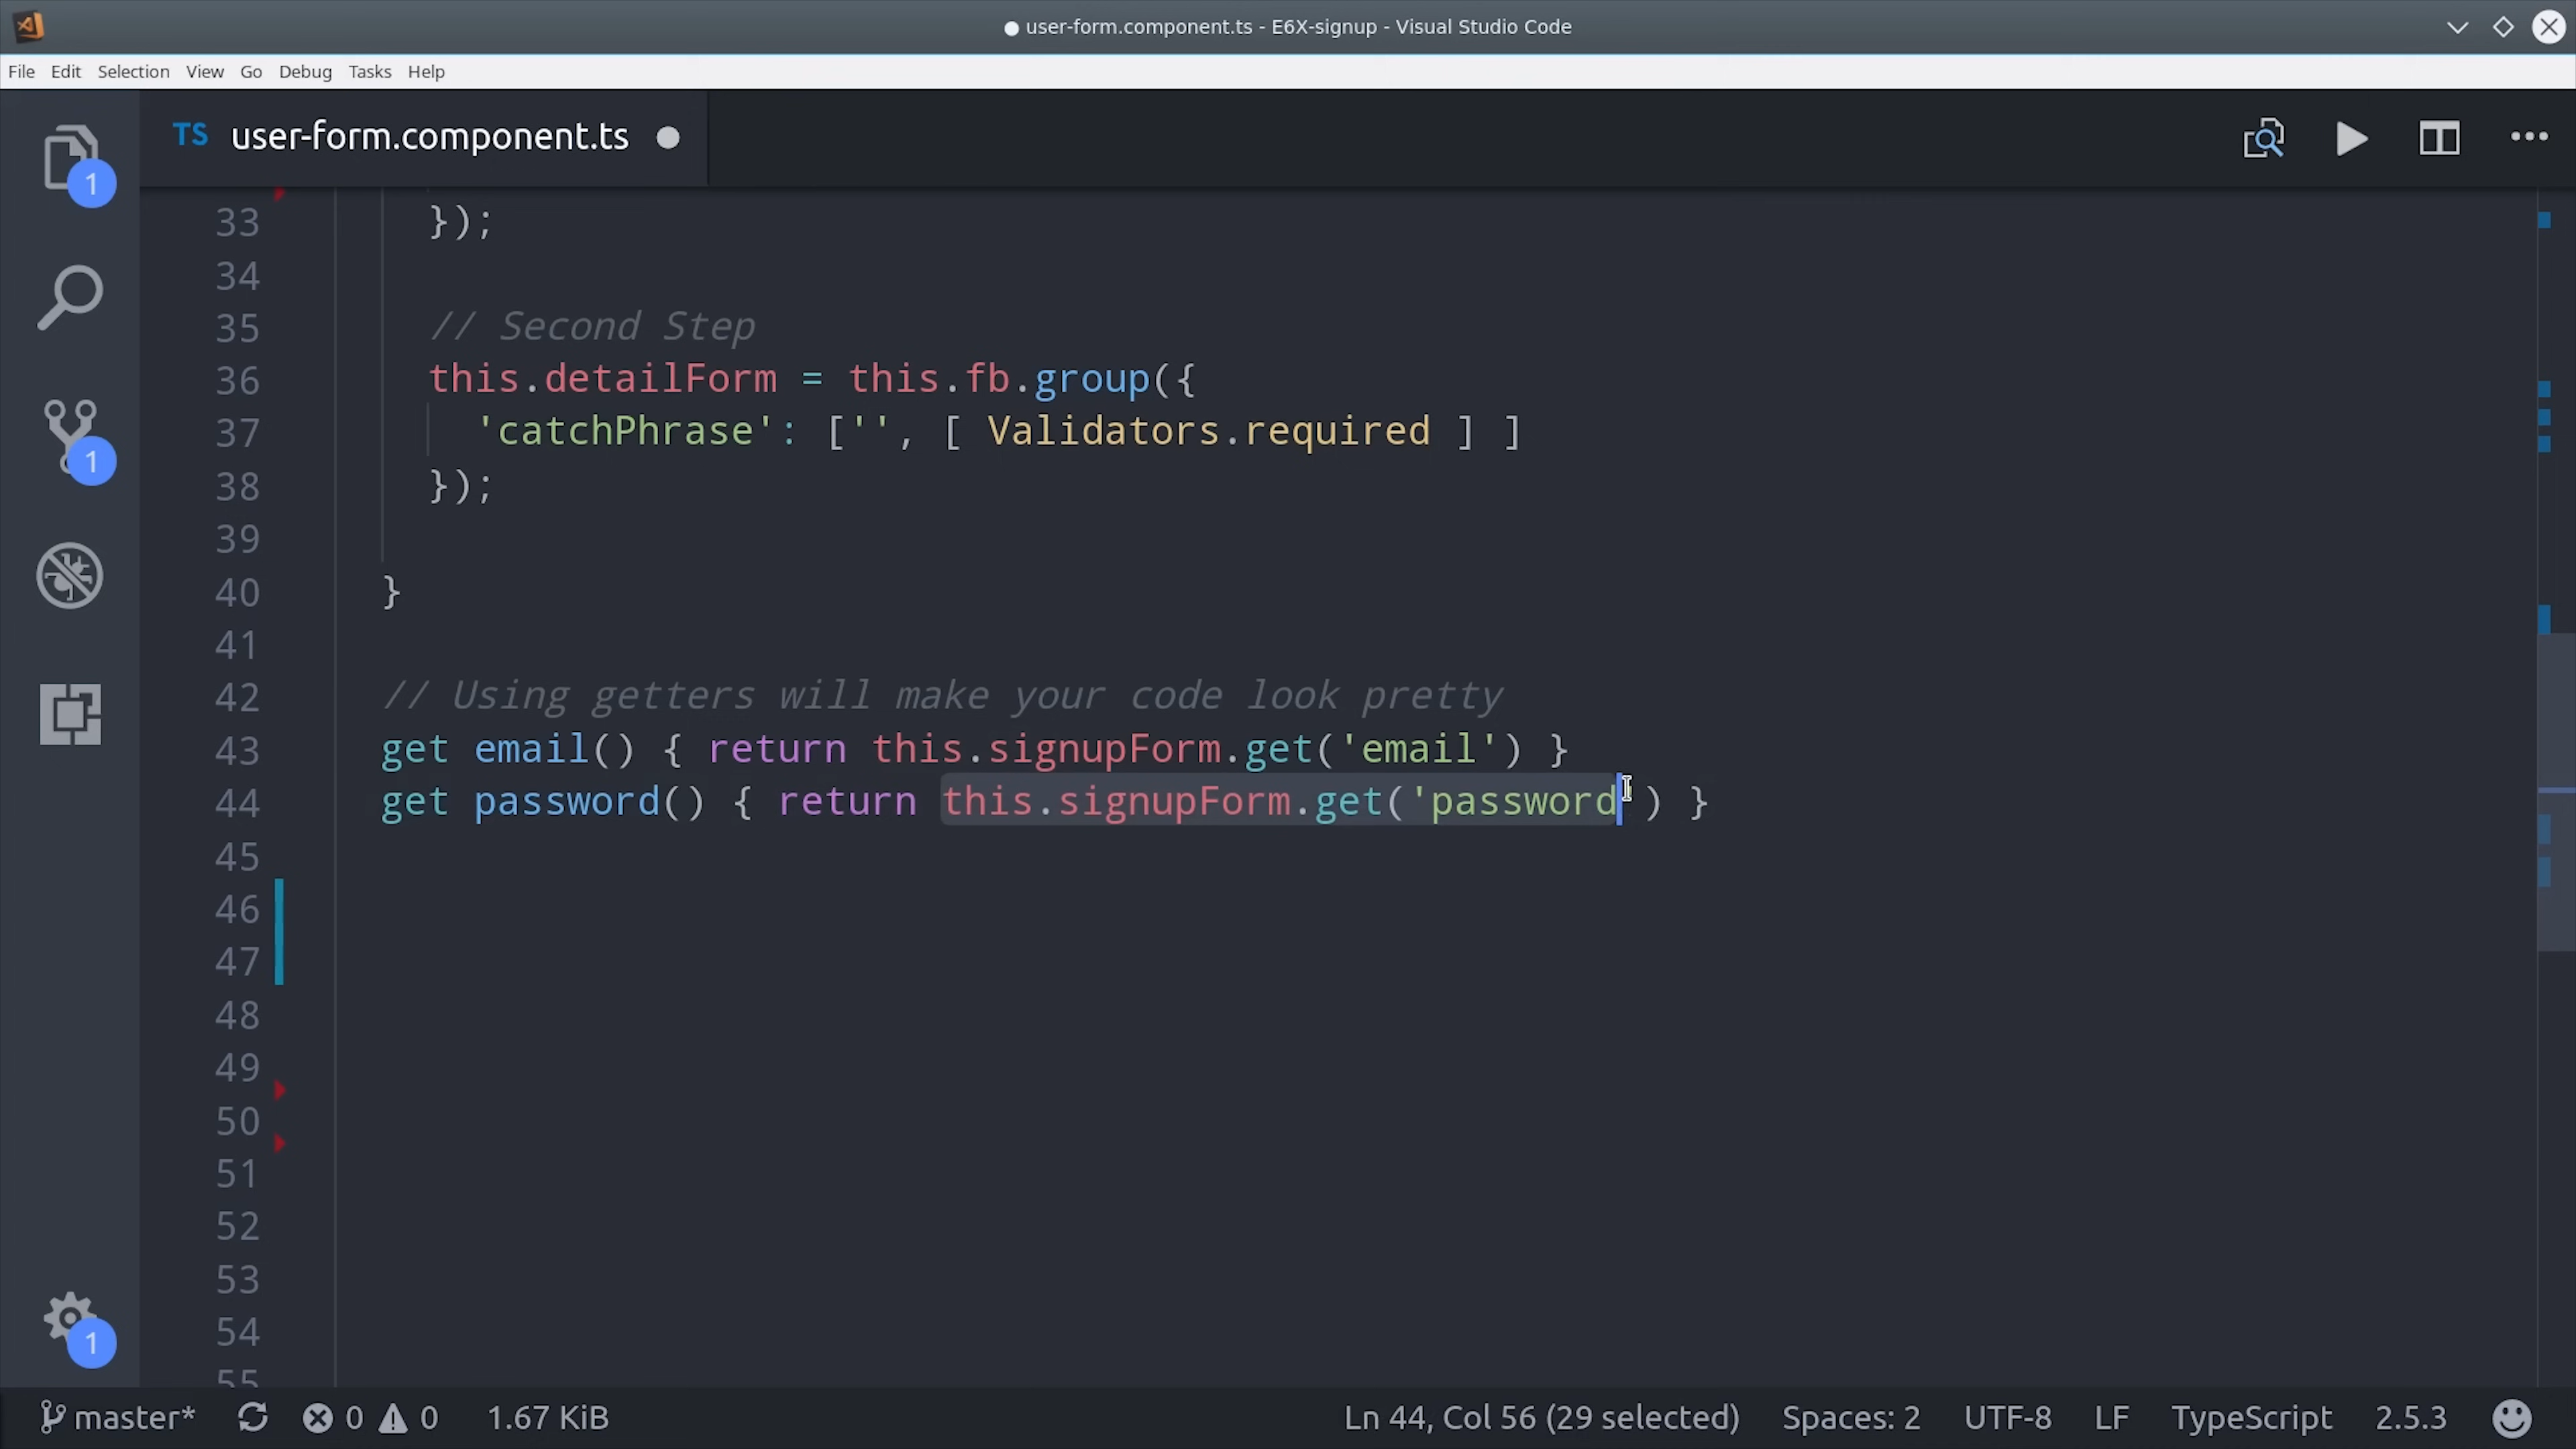 user-form.component.ts - E6X-signup - Visual Studio Code
File Edit Selection View Go Debug Tasks Help
TS user-form.component.ts
1
33 });
34
35 // Second Step
36 this.detailForm = this.fb.group({
37 'catchPhrase': ['', [ Validators.required ] ]
38 });
39
40 }
41
42 // Using getters will make your code look pretty
43 get email() { return this.signupForm.get('email') }
44 get password() { return this.signupForm.get('password') }
45
46
47
48
49
50
51
52
53
54
55
1
1
master* 0 0 1.67 KiB Ln 44, Col 56 (29 selected) Spaces: 2 UTF-8 LF TypeScript 2.5.3